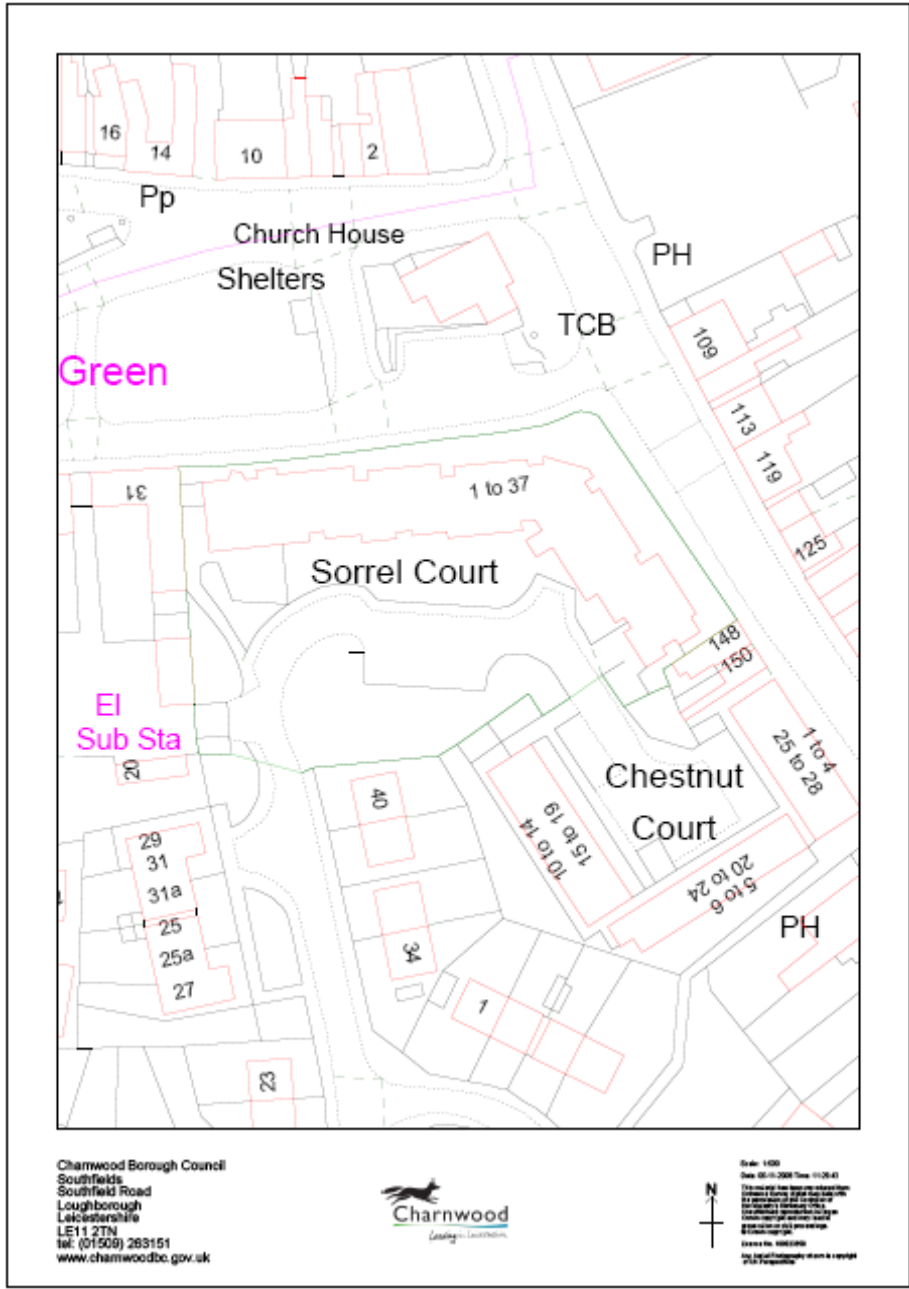 16
14
10
2
Pp
Church House
Shelters
PH
TCB
109
Green
113
119
31
1 to 37
125
Sorrel Court
148
150
El
Sub Sta
20
1 to 4
25 to 28
Chestnut
Court
40
10 to 14
15 to 19
29
31
31a
25
25a
27
5 to 6
20 to 24
34
PH
1
23
Charnwood Borough Council
Southfields
Southfield Road
Loughborough
Leicestershire
LE11 2TN
tel: (01509) 263151
www.charnwoodbc.gov.uk
Charnwood
N